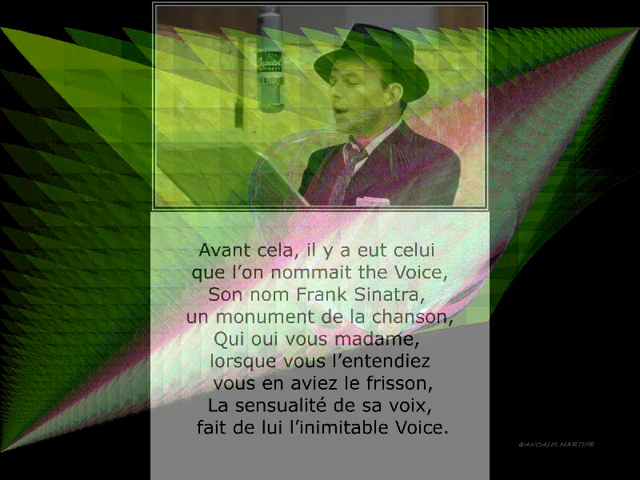 Capitol
Avant cela, il y a eut celui
que l'on nommait the Voice,
Son nom Frank Sinatra,
un monument de la chanson,
Qui oui vous madame,
lorsque vous l'entendiez
vous en aviez le frisson,
La sensualité de sa voix,
fait de lui l'inimitable Voice.